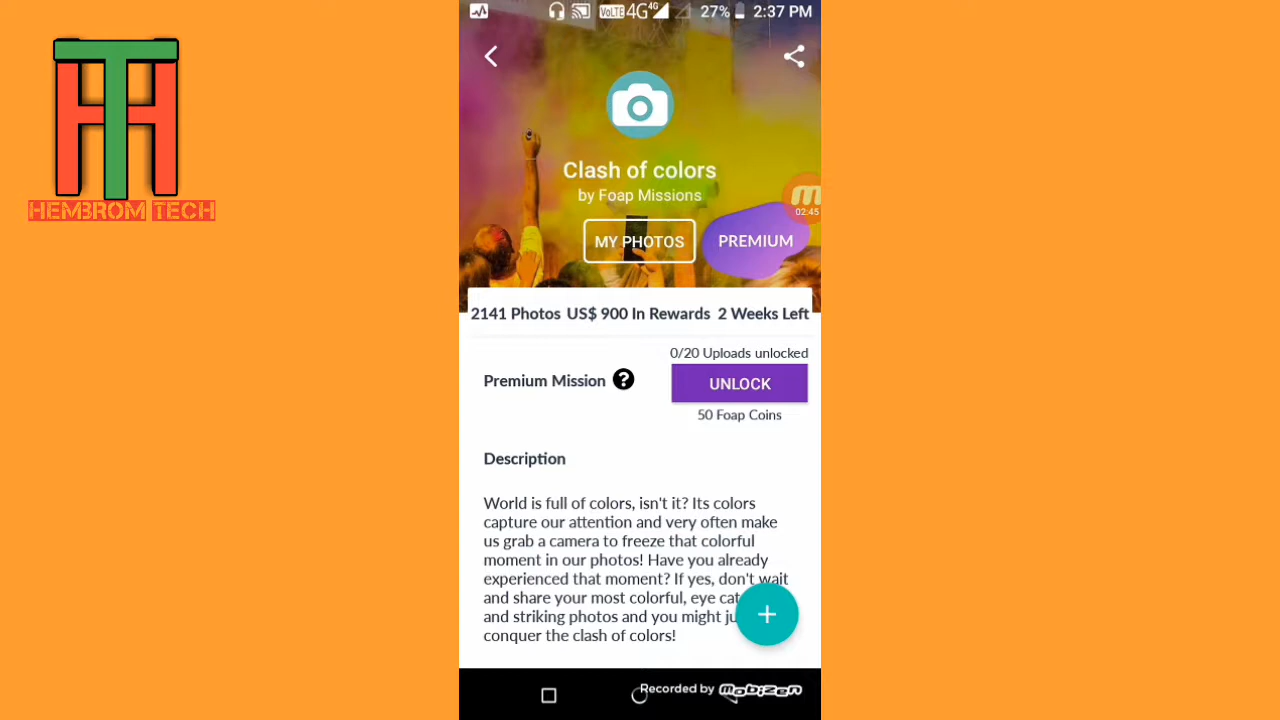 HEMBROM TECH
VoLTE 4G 4G 27% 2:37 PM
Clash of colors
by Foap Missions
02:45
MY PHOTOS
PREMIUM
2141 Photos US$ 900 In Rewards 2 Weeks Left
0/20 Uploads unlocked
Premium Mission ?
UNLOCK
50 Foap Coins
Description
World is full of colors, isn't it? Its colors
capture our attention and very often make
us grab a camera to freeze that colorful
moment in our photos! Have you already
experienced that moment? If yes, don't wait
and share your most colorful, eye
and striking photos and you might
conquer the clash of colors!
Recorded by mobizen